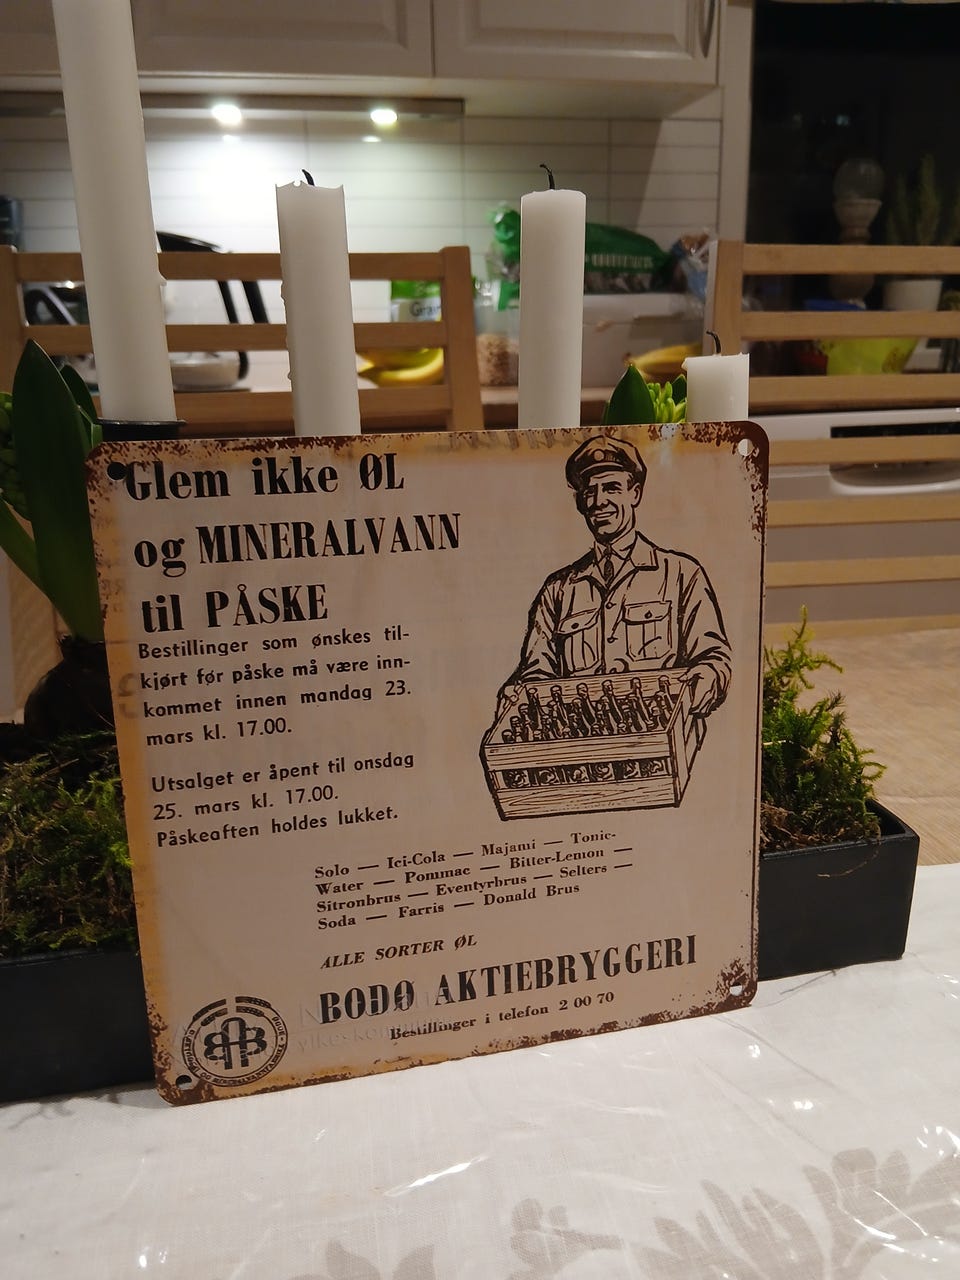 Glem ikke ØL
og MINERALVANN
til PÅSKE
Bestillinger som ønskes til-
kjørt før påske må være inn-
kommet innen mandag 23.
mars kl. 17.00.
Utsalget er åpent til onsdag
25. mars kl. 17.00.
Påskeaften holdes lukket.
Solo — Ici-Cola — Majami — Tonic-
Water — Pommac — Bitter-Lemon —
Sitronbrus — Eventyrbrus — Selters —
Soda — Farris — Donald Brus
ALLE SORTER ØL
BODØ AKTIEBRYGGERI
Bestillinger i telefon 2 00 70
BAB